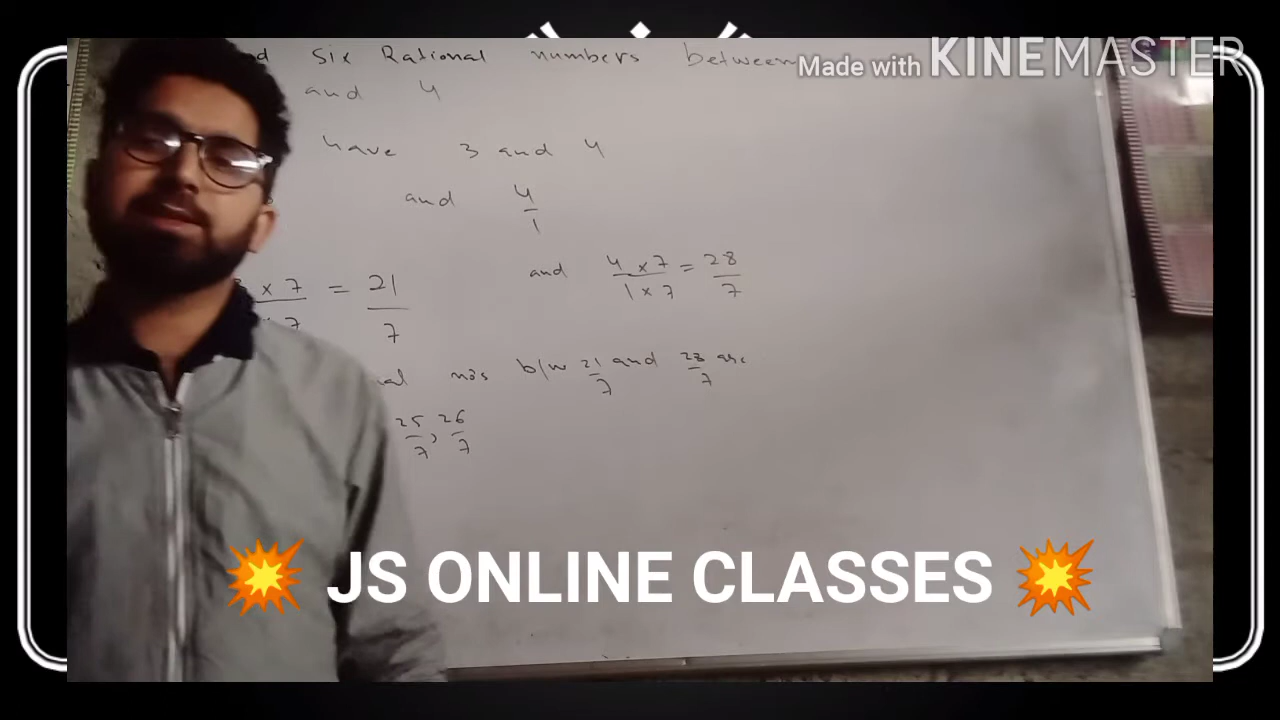 Made with KINEMASTER
d Six Rational numbers between
and 4
have 3 and 4
and 4/1
x 7 / 7 = 21/7 and 4 x 7 / 1 x 7 = 28/7
al nos b/w 21/7 and 28/7 are
25/7, 26/7
💥 JS ONLINE CLASSES 💥